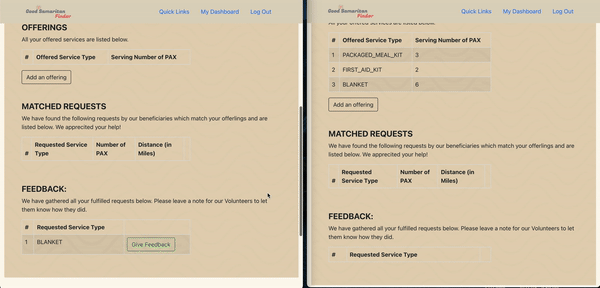 Good Samaritan
Finder
Quick Links My Dashboard Log Out
OFFERINGS
All your offered services are listed below.
# Offered Service Type Serving Number of PAX
Add an offering
MATCHED REQUESTS
We have found the following requests by our beneficiaries which match your offerlings and are
listed below. We apprecited your help!
# Requested Service Type Number of PAX Distance (in Miles)
FEEDBACK:
We have gathered all your fulfilled requests below. Please leave a note for our Volunteers to let
them know how they did.
# Requested Service Type
1 BLANKET Give Feedback
Good Samaritan
Finder
Quick Links My Dashboard Log Out
All your offered services are listed below.
# Offered Service Type Serving Number of PAX
1 PACKAGED_MEAL_KIT 3
2 FIRST_AID_KIT 2
3 BLANKET 6
Add an offering
MATCHED REQUESTS
We have found the following requests by our beneficiaries which match your offerlings and are
listed below. We apprecited your help!
# Requested Service Type Number of PAX Distance (in Miles)
FEEDBACK:
We have gathered all your fulfilled requests below. Please leave a note for our Volunteers to let
them know how they did.
# Requested Service Type